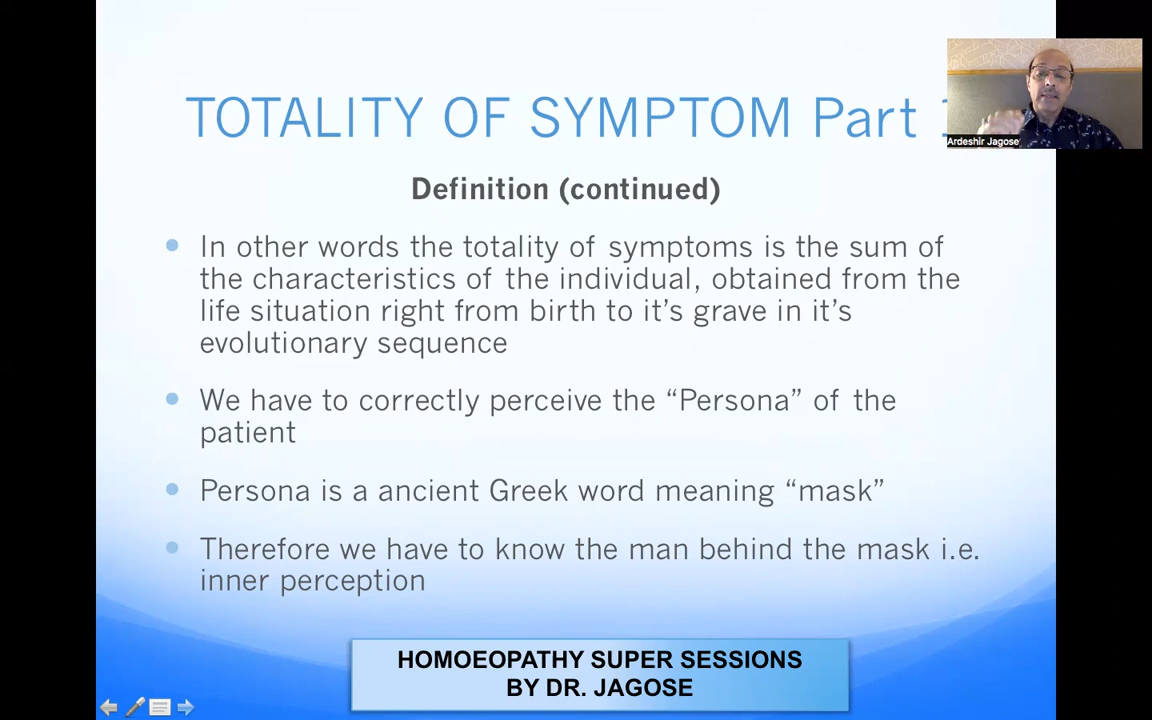 TOTALITY OF SYMPTOM Part
Ardeshir Jagose
Definition (continued)
In other words the totality of symptoms is the sum of
the characteristics of the individual, obtained from the
life situation right from birth to it's grave in it's
evolutionary sequence
We have to correctly perceive the “Persona” of the
patient
Persona is a ancient Greek word meaning “mask”
Therefore we have to know the man behind the mask i.e.
inner perception
HOMOEOPATHY SUPER SESSIONS
BY DR. JAGOSE